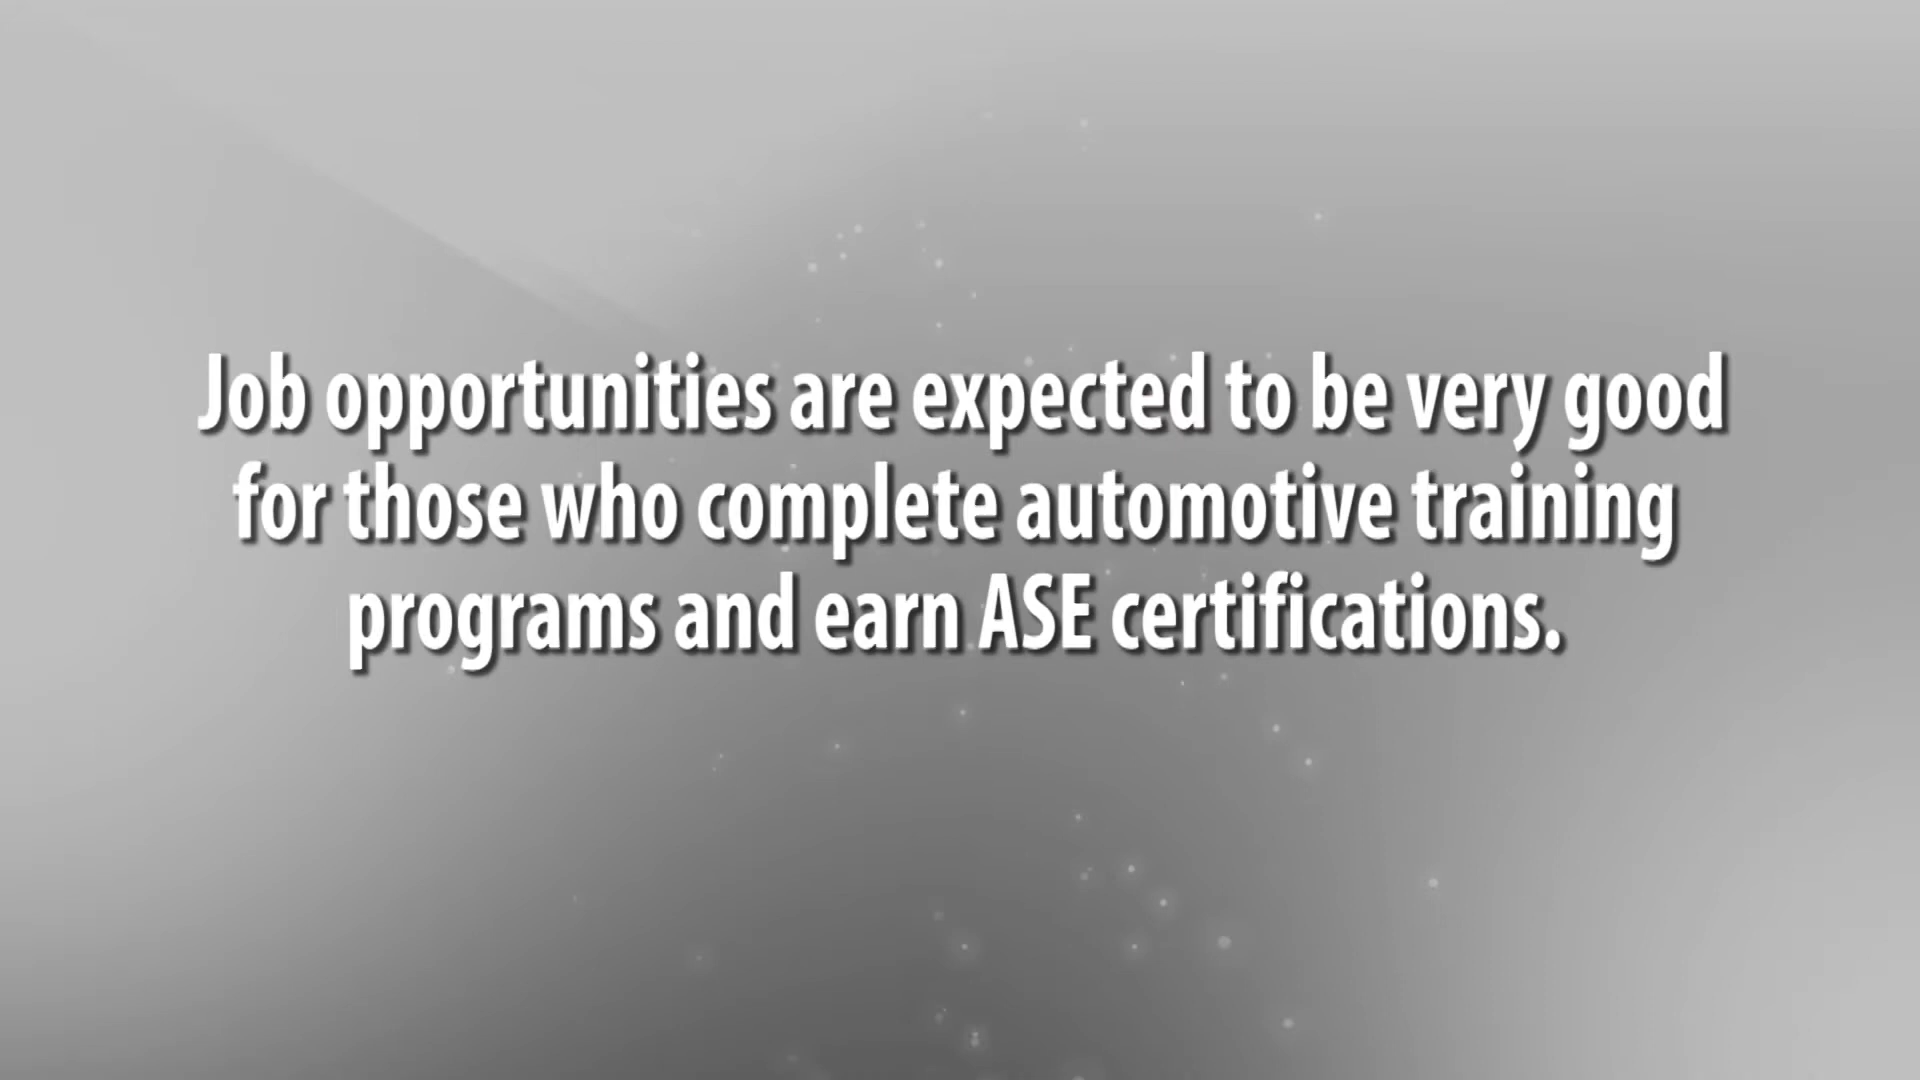 Job opportunities are expected to be very good
for those who complete automotive training
programs and earn ASE certifications.